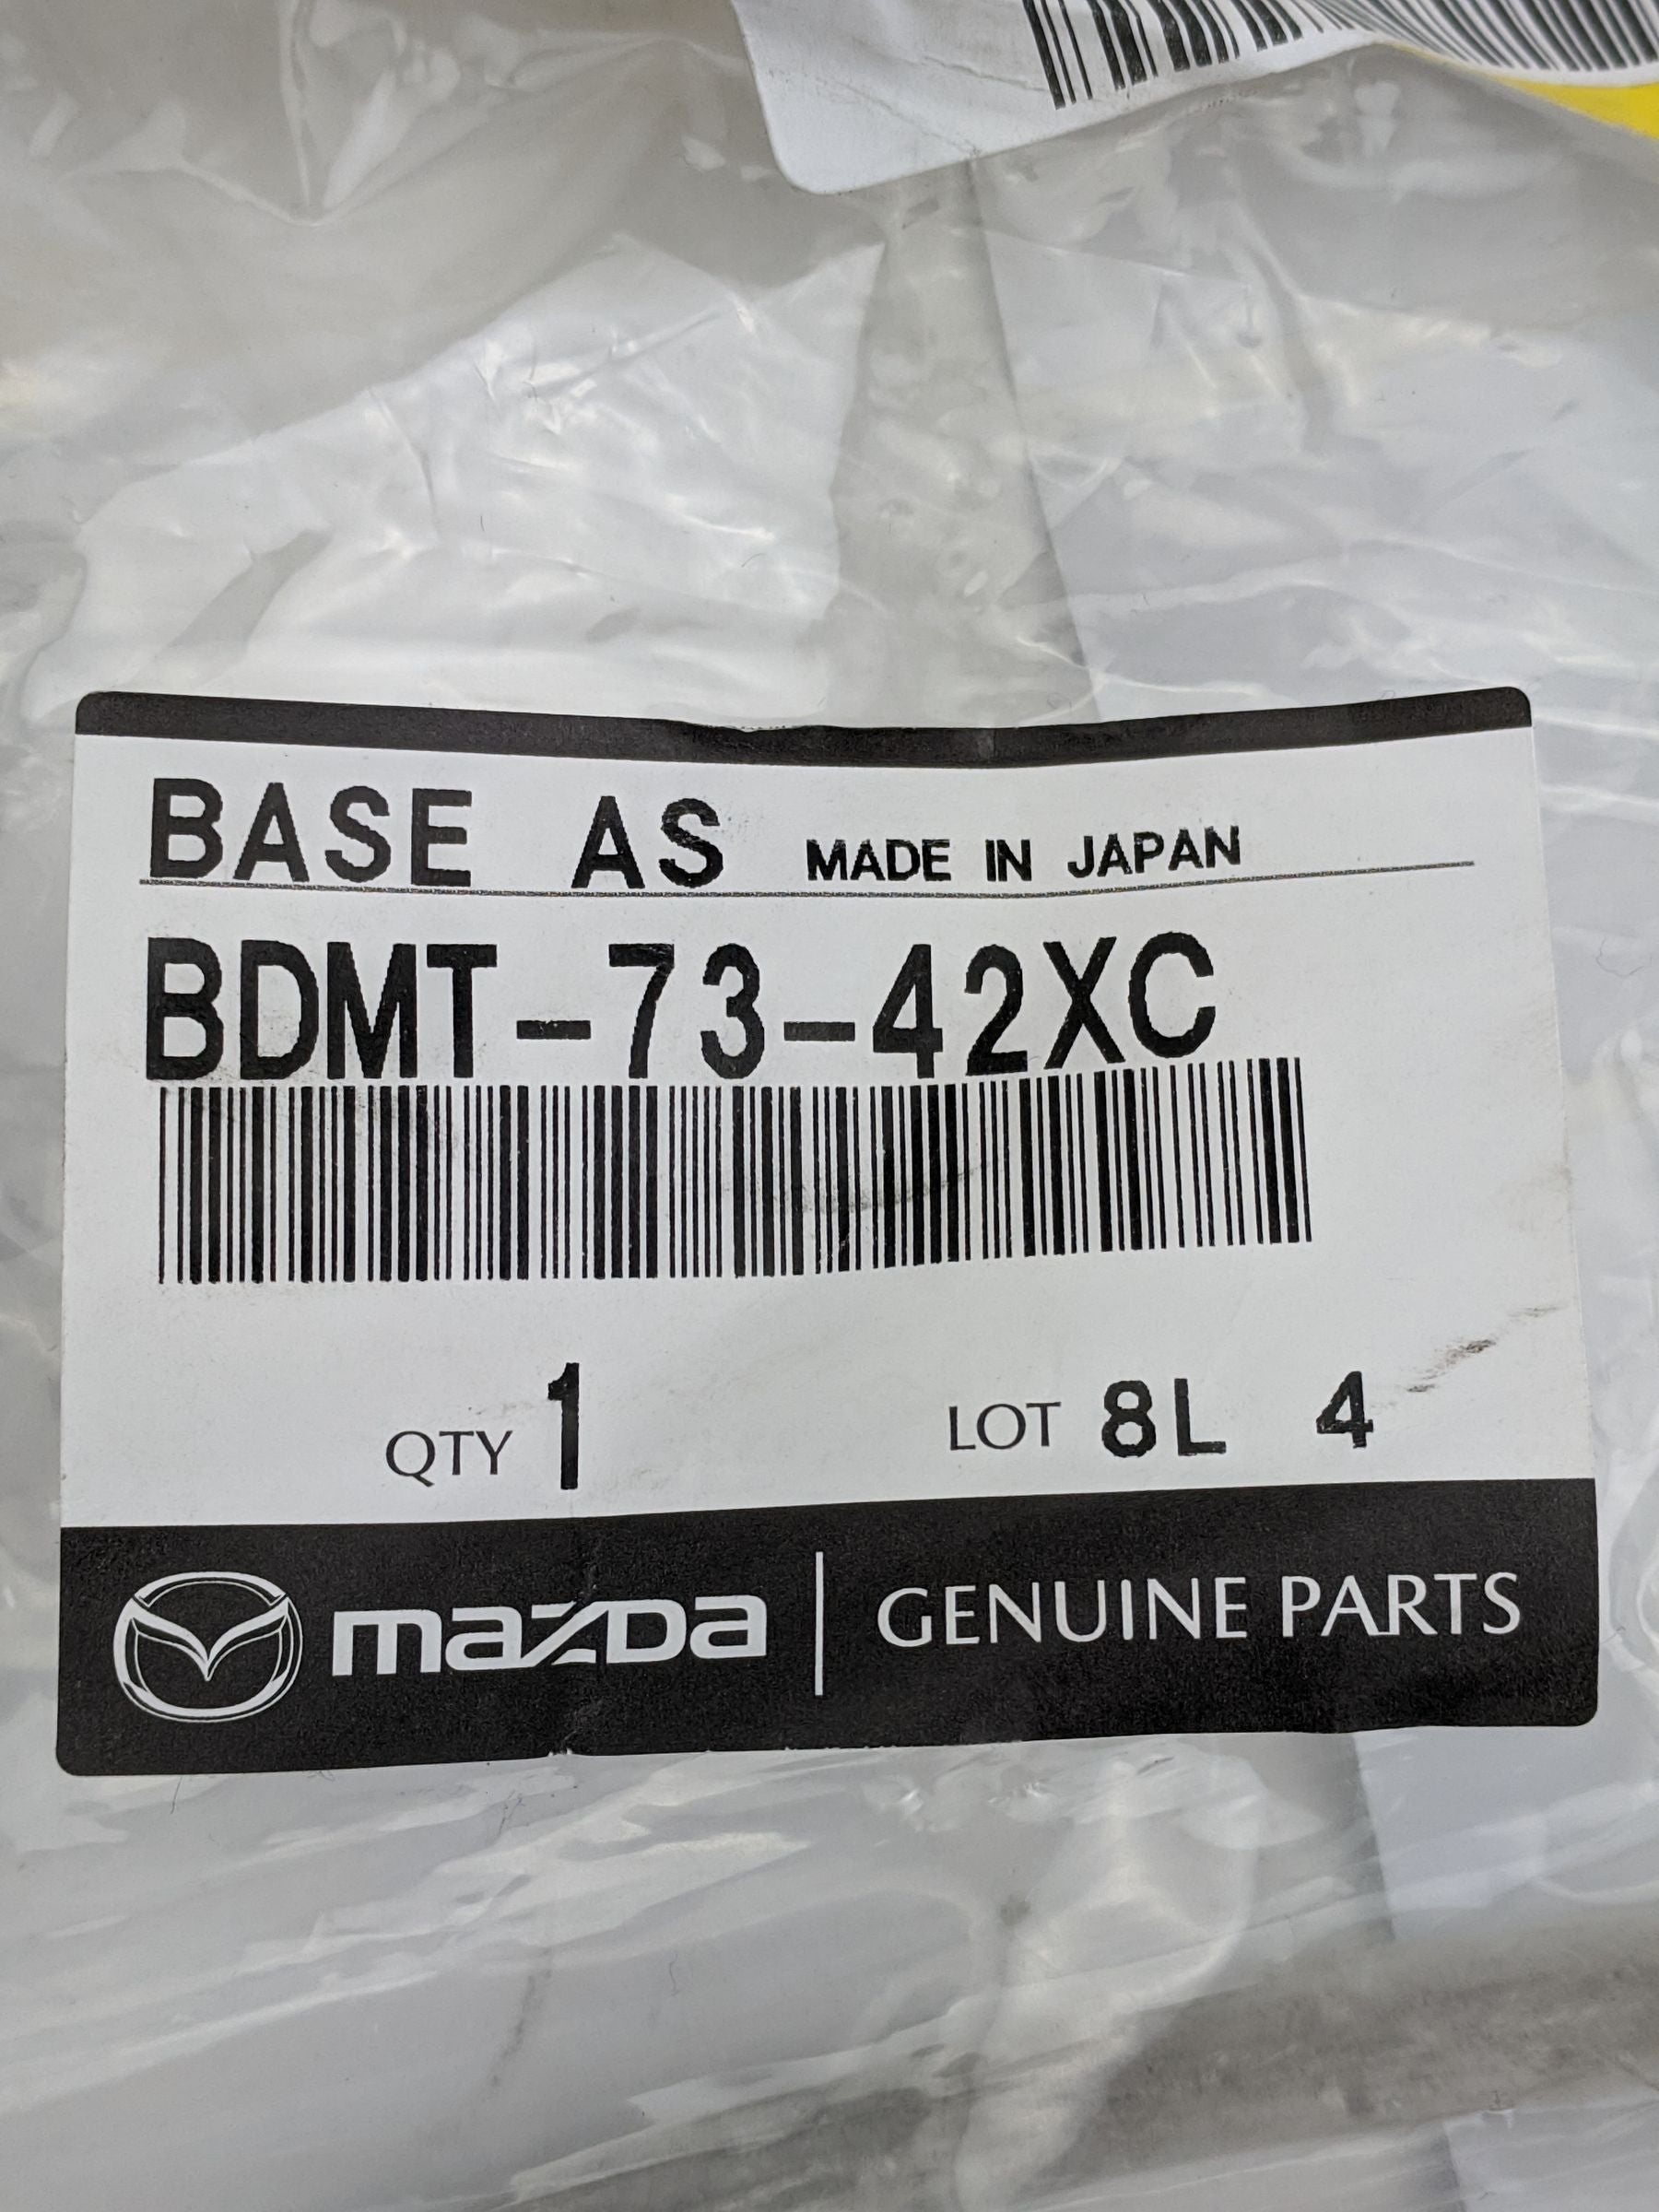 BASE AS MADE IN JAPAN
BDMT-73-42XC
QTY 1 LOT 8L 4
mazda GENUINE PARTS